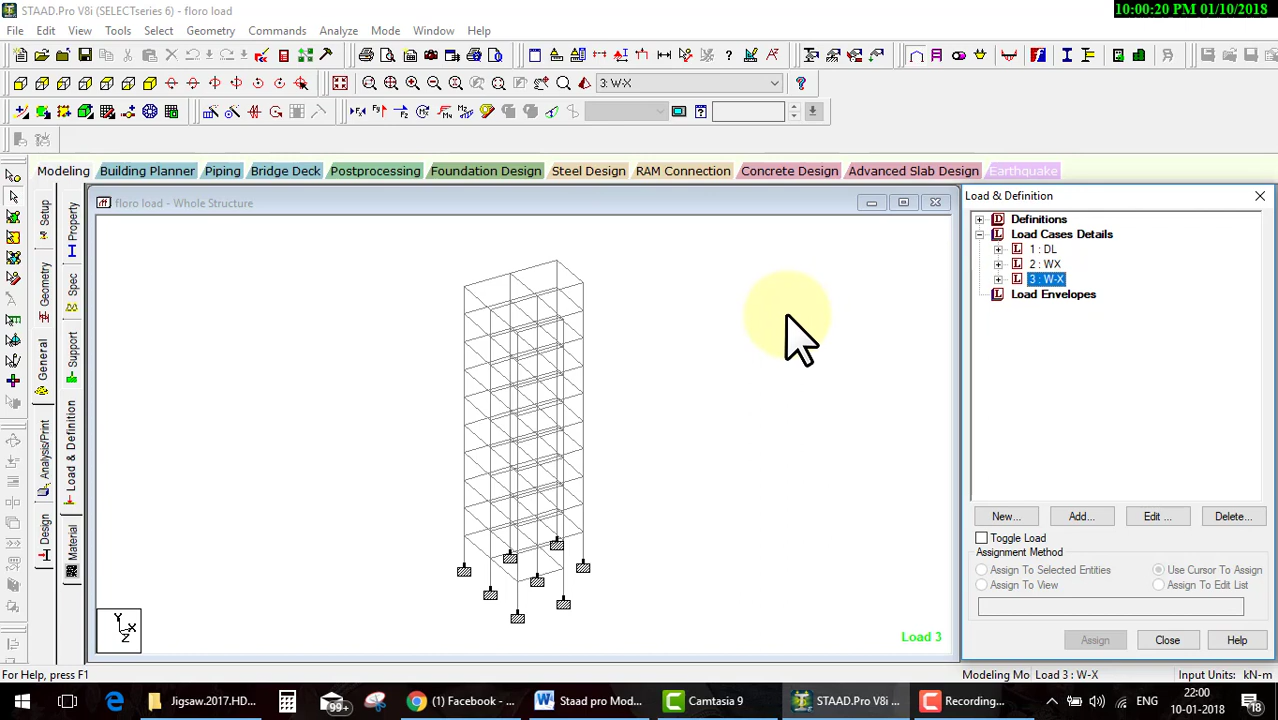 STAAD.Pro V8i (SELECTseries 6) - floro load
10:00:20 PM 01/10/2018
File Edit View Tools Select Geometry Commands Analyze Mode Window Help
3: W-X
Modeling Building Planner Piping Bridge Deck Postprocessing Foundation Design Steel Design RAM Connection Concrete Design Advanced Slab Design Earthquake
Setup
Geometry
General
Analysis/Print
Design
Property
Spec
Support
Load & Definition
Material
floro load - Whole Structure
Y
X
Z
Load 3
Load & Definition
Definitions
Load Cases Details
1 : DL
2 : WX
3 : W-X
Load Envelopes
New... Add... Edit ... Delete...
Toggle Load
Assignment Method
Assign To Selected Entities Use Cursor To Assign
Assign To View Assign To Edit List
Assign Close Help
For Help, press F1
Modeling Mo Load 3 : W-X Input Units: kN-m
Jigsaw.2017.HD... 99+ (1) Facebook - ... Staad pro Mod... Camtasia 9 STAAD.Pro V8i ... Recording... ENG 22:00 10-01-2018 18